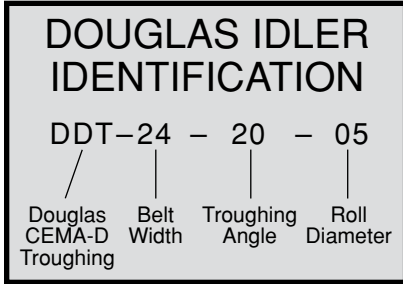 DOUGLAS IDLER
IDENTIFICATION
DDT–24 – 20 – 05
Douglas Belt Troughing Roll
CEMA-D Width Angle Diameter
Troughing